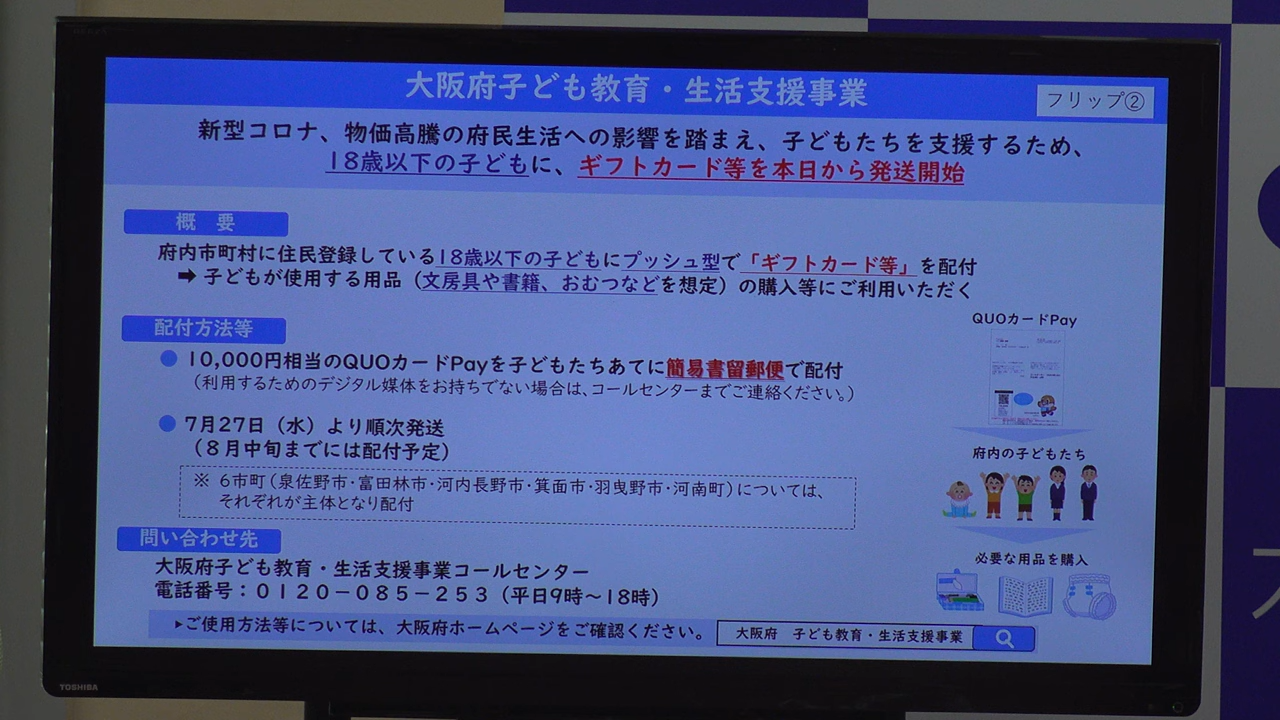 大阪府子ども教育・生活支援事業
フリップ②
新型コロナ、物価高騰の府民生活への影響を踏まえ、子どもたちを支援するため、
18歳以下の子どもに、ギフトカード等を本日から発送開始
概 要
府内市町村に住民登録している18歳以下の子どもにプッシュ型で「ギフトカード等」を配付
➡ 子どもが使用する用品（文房具や書籍、おむつなどを想定）の購入等にご利用いただく
配付方法等
● 10,000円相当のQUOカードPayを子どもたちあてに簡易書留郵便で配付
（利用するためのデジタル媒体をお持ちでない場合は、コールセンターまでご連絡ください。）
● 7月27日（水）より順次発送
（８月中旬までには配付予定）
※ 6市町（泉佐野市・富田林市・河内長野市・箕面市・羽曳野市・河南町）については、
それぞれが主体となり配付
QUOカードPay
府内の子どもたち
必要な用品を購入
問い合わせ先
大阪府子ども教育・生活支援事業コールセンター
電話番号：０１２０－０８５－２５３（平日9時～18時）
▶ご使用方法等については、大阪府ホームページをご確認ください。
大阪府 子ども教育・生活支援事業
TOSHIBA